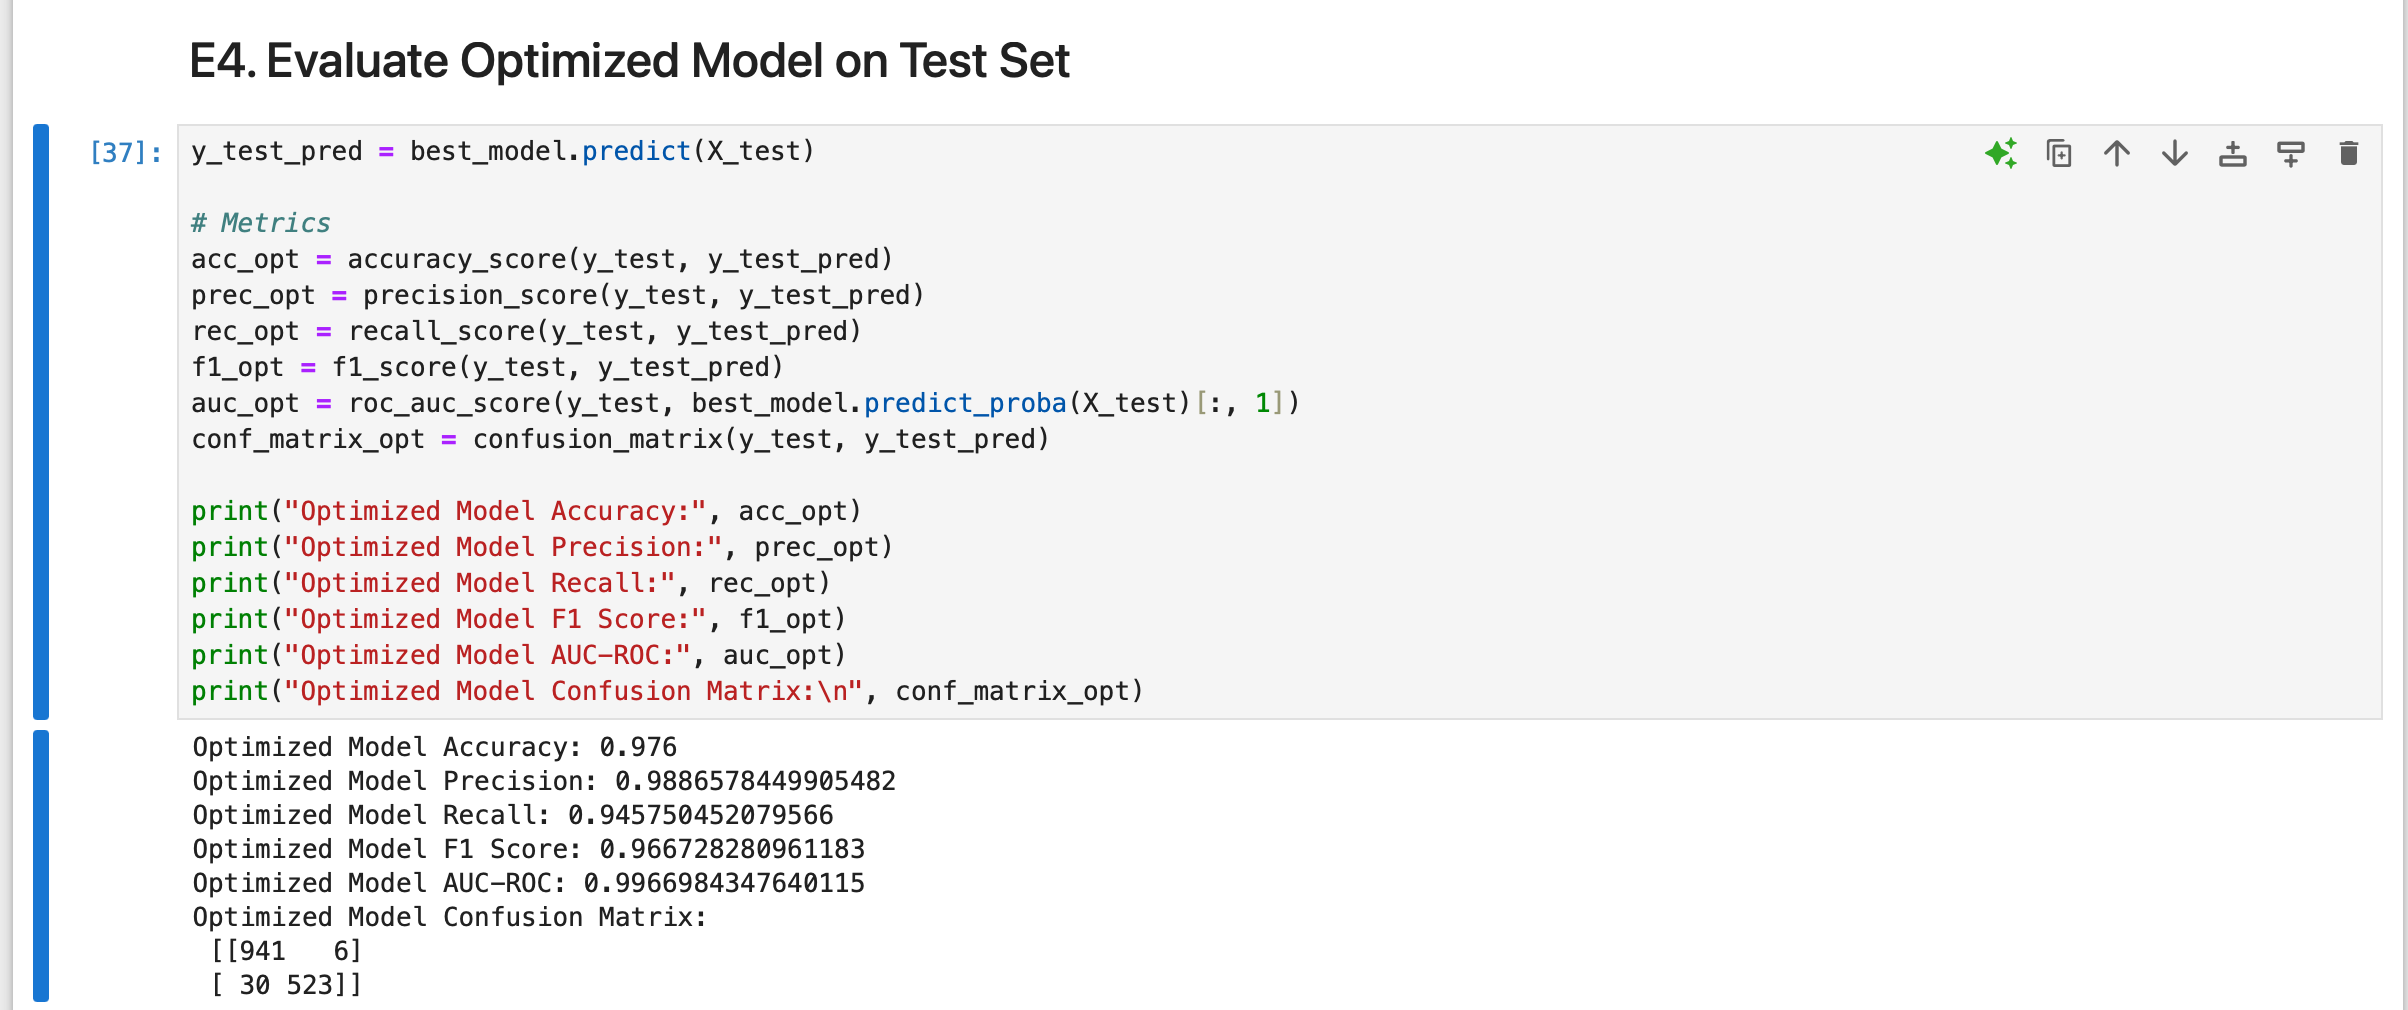 E4. Evaluate Optimized Model on Test Set
[37]:
y_test_pred = best_model.predict(X_test)
# Metrics
acc_opt = accuracy_score(y_test, y_test_pred)
prec_opt = precision_score(y_test, y_test_pred)
rec_opt = recall_score(y_test, y_test_pred)
f1_opt = f1_score(y_test, y_test_pred)
auc_opt = roc_auc_score(y_test, best_model.predict_proba(X_test)[:, 1])
conf_matrix_opt = confusion_matrix(y_test, y_test_pred)
print("Optimized Model Accuracy:", acc_opt)
print("Optimized Model Precision:", prec_opt)
print("Optimized Model Recall:", rec_opt)
print("Optimized Model F1 Score:", f1_opt)
print("Optimized Model AUC-ROC:", auc_opt)
print("Optimized Model Confusion Matrix:\n", conf_matrix_opt)
Optimized Model Accuracy: 0.976
Optimized Model Precision: 0.9886578449905482
Optimized Model Recall: 0.945750452079566
Optimized Model F1 Score: 0.966728280961183
Optimized Model AUC-ROC: 0.9966984347640115
Optimized Model Confusion Matrix:
[[941   6]
[ 30 523]]